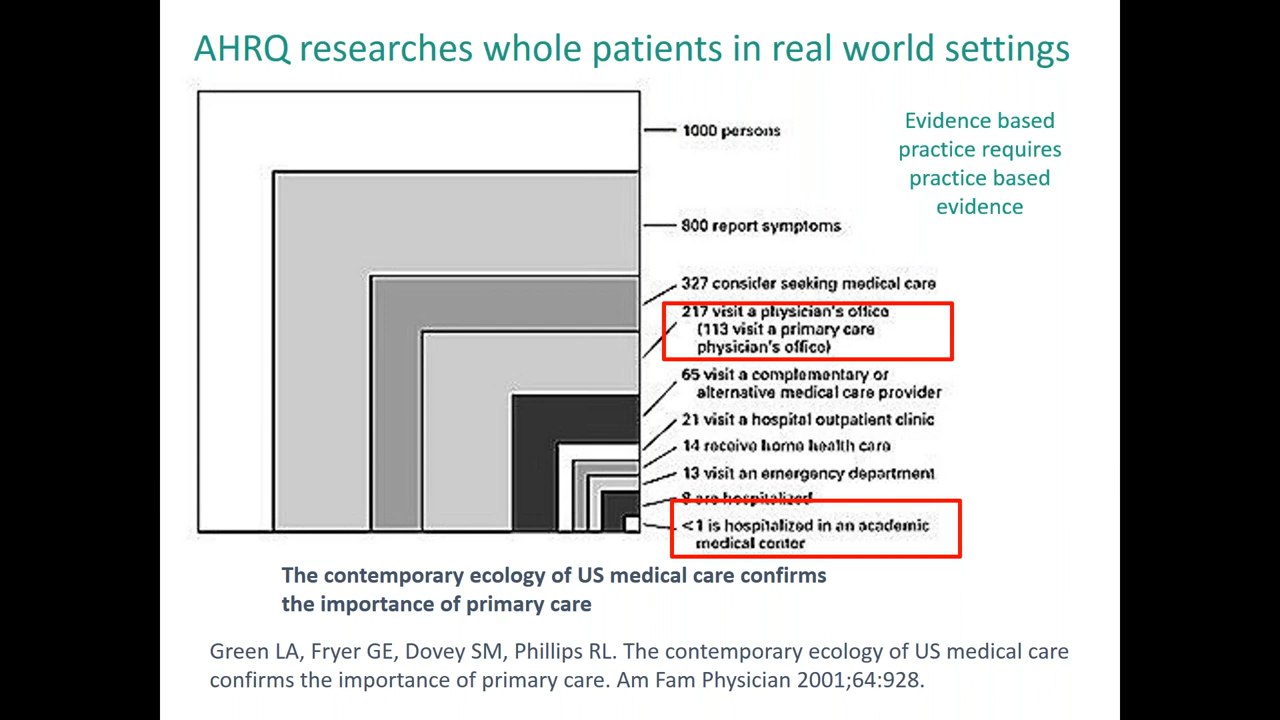 AHRQ researches whole patients in real world settings
1000 persons
Evidence based
practice requires
practice based
evidence
800 report symptoms
327 consider seeking medical care
217 visit a physician's office
(113 visit a primary care
physician's office)
65 visit a complementary or
alternative medical care provider
21 visit a hospital outpatient clinic
14 receive home health care
13 visit an emergency department
8 are hospitalized
<1 is hospitalized in an academic
medical center
The contemporary ecology of US medical care confirms
the importance of primary care
Green LA, Fryer GE, Dovey SM, Phillips RL. The contemporary ecology of US medical care
confirms the importance of primary care. Am Fam Physician 2001;64:928.